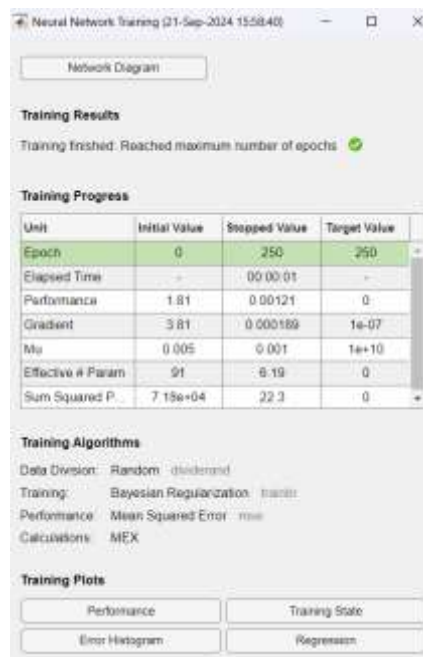 Neural Network Training (21-Sep-2024 15:58:40)
Network Diagram
Training Results
Training finished: Reached maximum number of epochs
Training Progress
Unit Initial Value Stopped Value Target Value
Epoch 0 250 250
Elapsed Time - 00:00:01 -
Performance 1.81 0.00121 0
Gradient 3.81 0.000189 1e-07
Mu 0.005 0.001 1e+10
Effective # Param 91 6.19 0
Sum Squared P... 7.18e+04 22.3 0
Training Algorithms
Data Division: Random dividerand
Training: Bayesian Regularization trainbr
Performance: Mean Squared Error mse
Calculations: MEX
Training Plots
Performance Training State
Error Histogram Regression